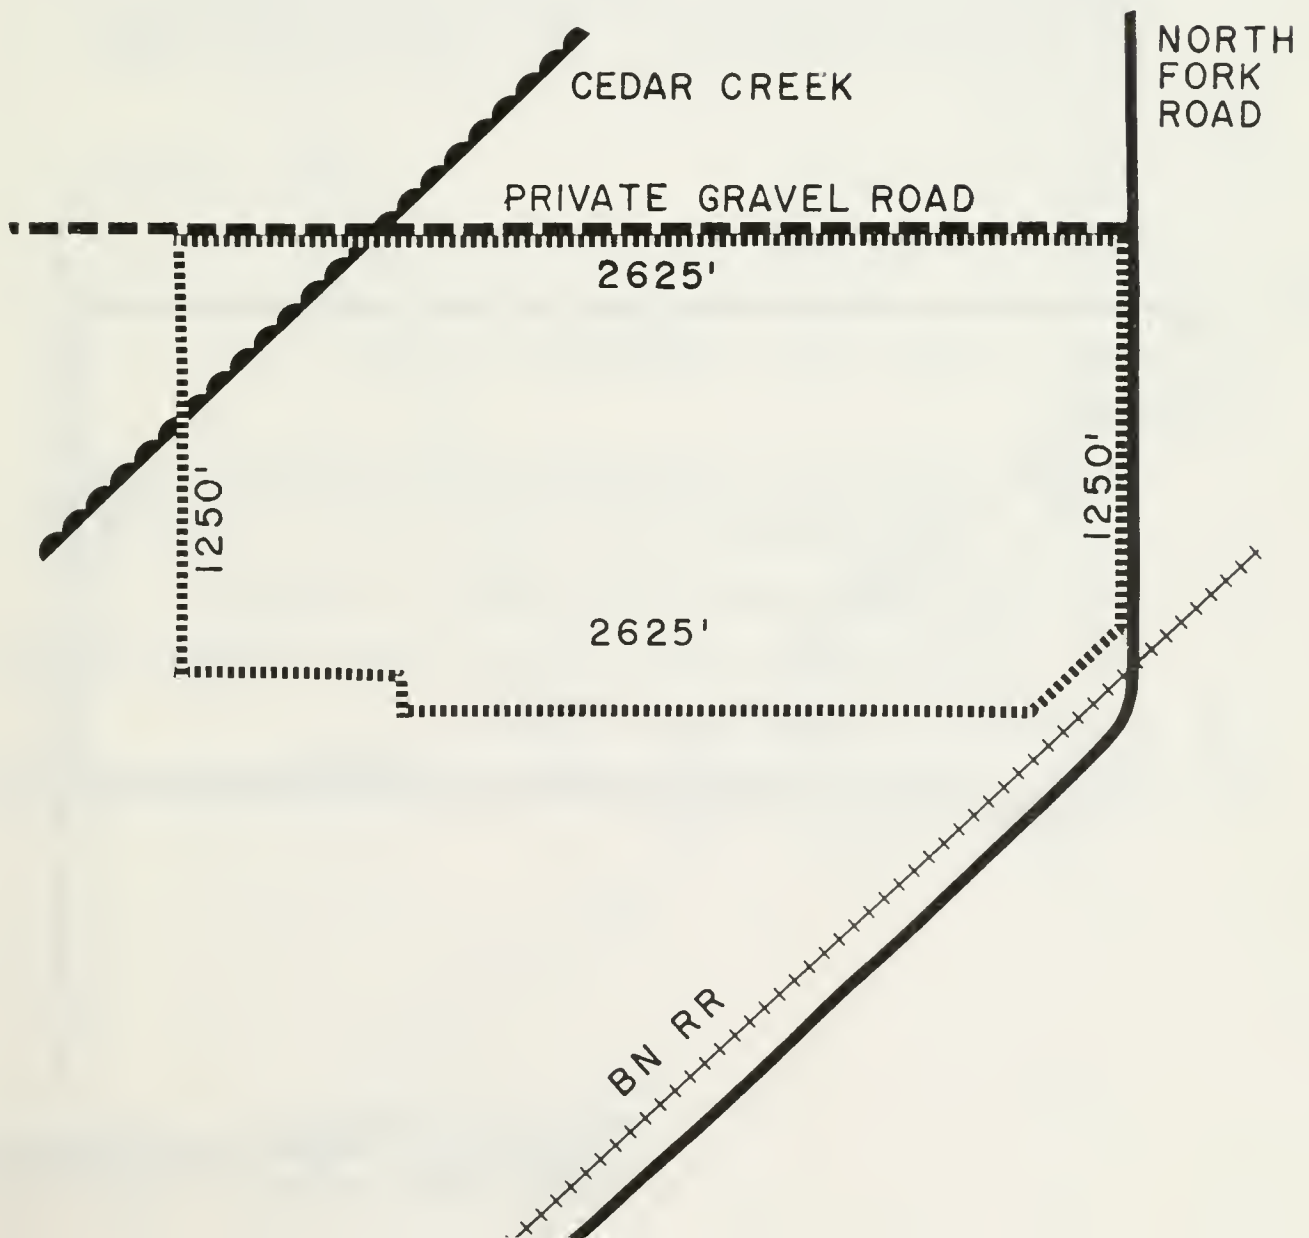 NORTH
FORK
ROAD
CEDAR CREEK
PRIVATE GRAVEL ROAD
2625'
1250'
1250'
2625'
BN RR